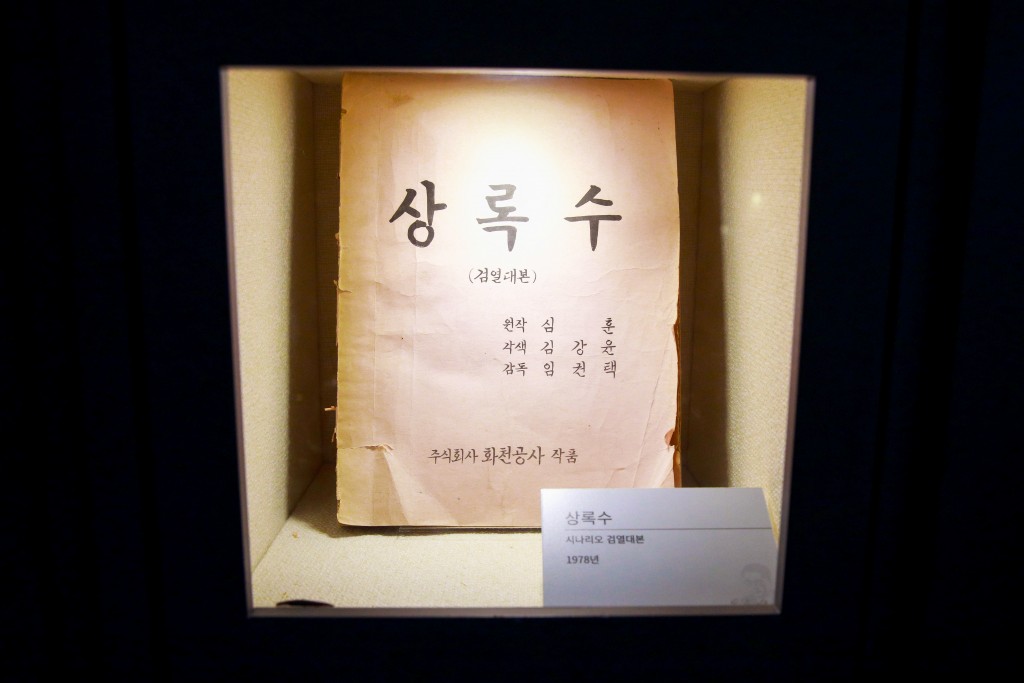 상록수
(검열대본)
원작 심 훈
각색 김 강 윤
감독 임 권 택
주식회사 화천공사 작품
상록수
시나리오 검열대본
1978년